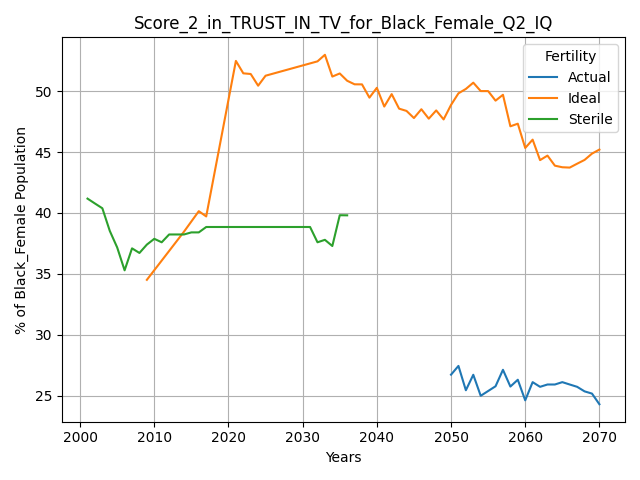 Score_2_in_TRUST_IN_TV_for_Black_Female_Q2_IQ
Fertility
Actual
Ideal
Sterile
% of Black_Female Population
50
45
40
35
30
25
2000 2010 2020 2030 2040 2050 2060 2070
Years